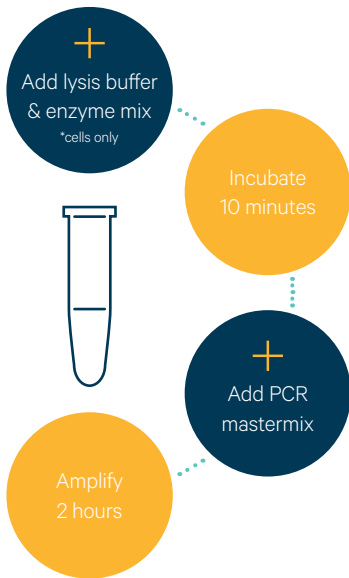 Add lysis buffer
& enzyme mix
*cells only
Incubate
10 minutes
Add PCR
mastermix
Amplify
2 hours